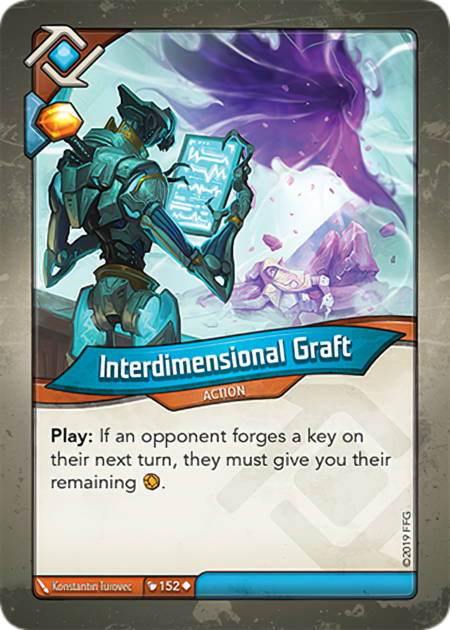 Interdimensional Graft
ACTION
Play: If an opponent forges a key on
their next turn, they must give you their
remaining .
©2019 FFG
Konstantin Turovec
152